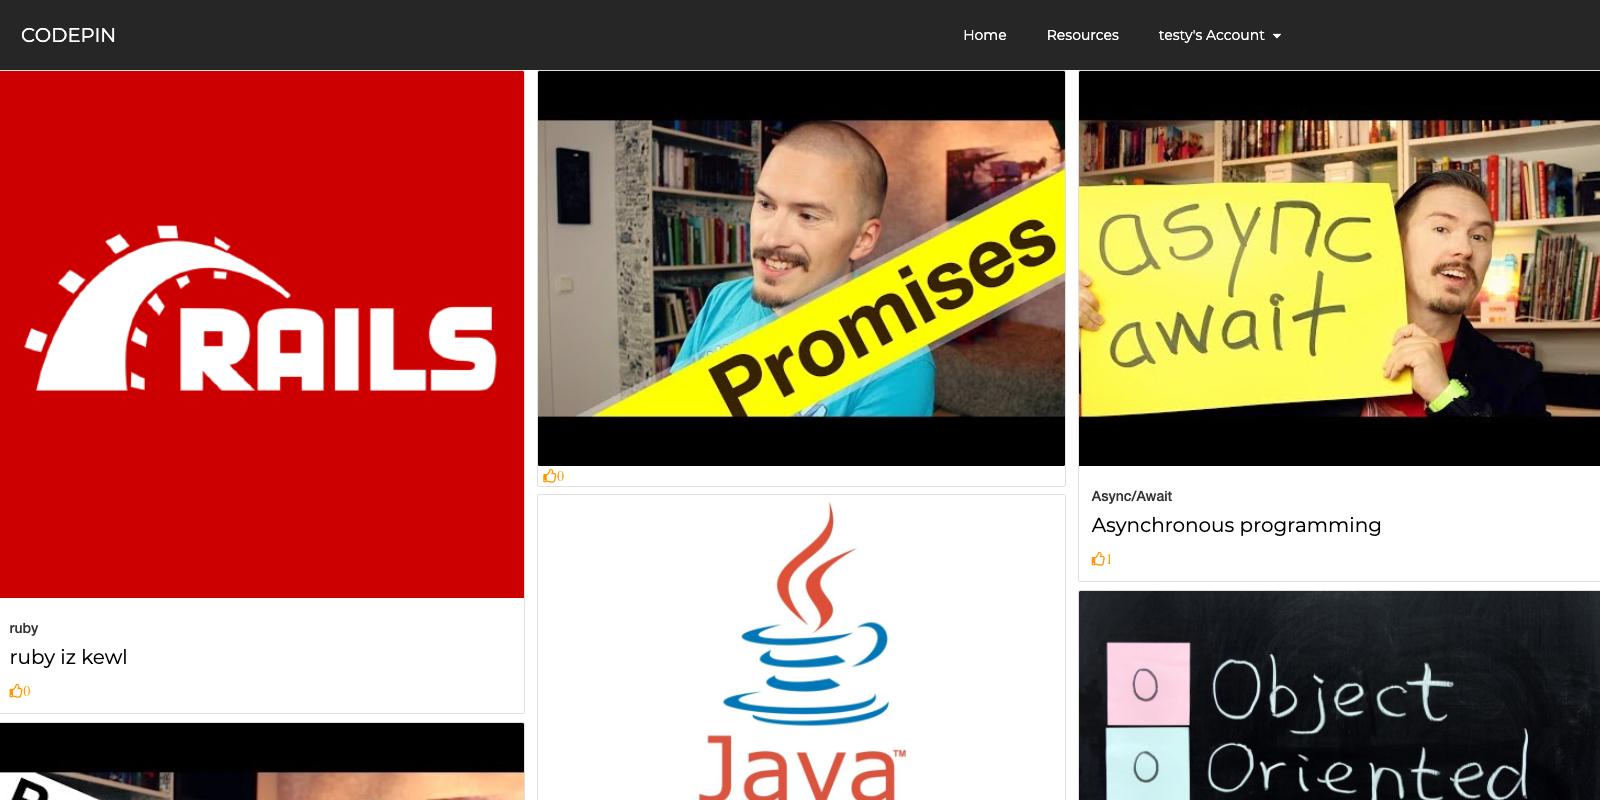 CODEPIN
Home
Resources
testy's Account
RAILS
ruby
ruby iz kewl
0
Promises
0
Java™
async
await
Async/Await
Asynchronous programming
1
O Object
O Oriented